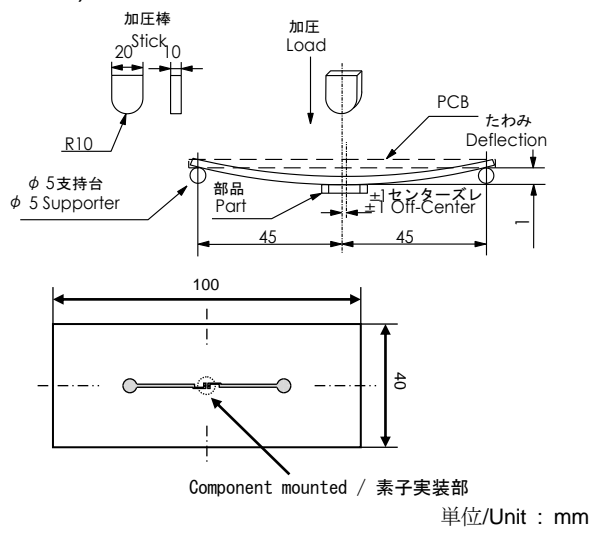 加圧棒
Stick
20
10
R10
加圧
Load
PCB
たわみ
Deflection
φ 5支持台
φ 5 Supporter
部品
Part
±1センターズレ
±1 Off-Center
1
45
45
100
40
Component mounted / 素子実装部
単位/Unit : mm